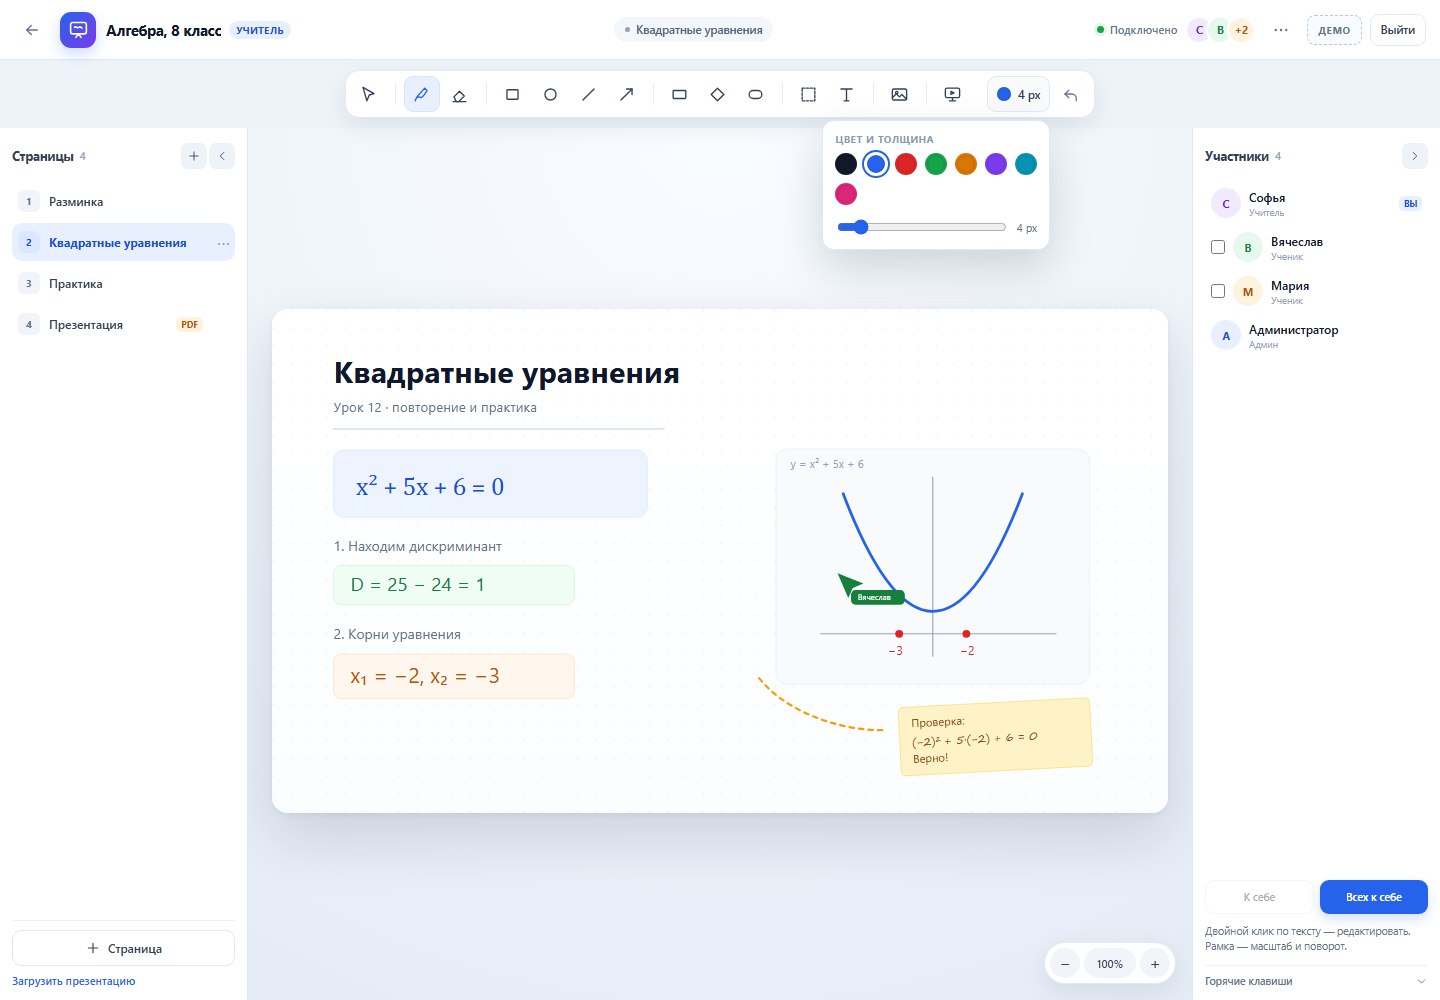 Алгебра, 8 класс
УЧИТЕЛЬ
Квадратные уравнения
Подключено
С
В
+2
ДЕМО
Выйти
4 px
ЦВЕТ И ТОЛЩИНА
4 px
Страницы 4
1 Разминка
2 Квадратные уравнения
3 Практика
4 Презентация PDF
Страница
Загрузить презентацию
Квадратные уравнения
Урок 12 · повторение и практика
x² + 5x + 6 = 0
1. Находим дискриминант
D = 25 − 24 = 1
2. Корни уравнения
x₁ = −2, x₂ = −3
y = x² + 5x + 6
Вячеслав
−3
−2
Проверка:
(-2)² + 5·(-2) + 6 = 0
Верно!
100%
Участники 4
С
Софья
Учитель
ВЫ
В
Вячеслав
Ученик
М
Мария
Ученик
А
Администратор
Админ
К себе
Всех к себе
Двойной клик по тексту — редактировать.
Рамка — масштаб и поворот.
Горячие клавиши